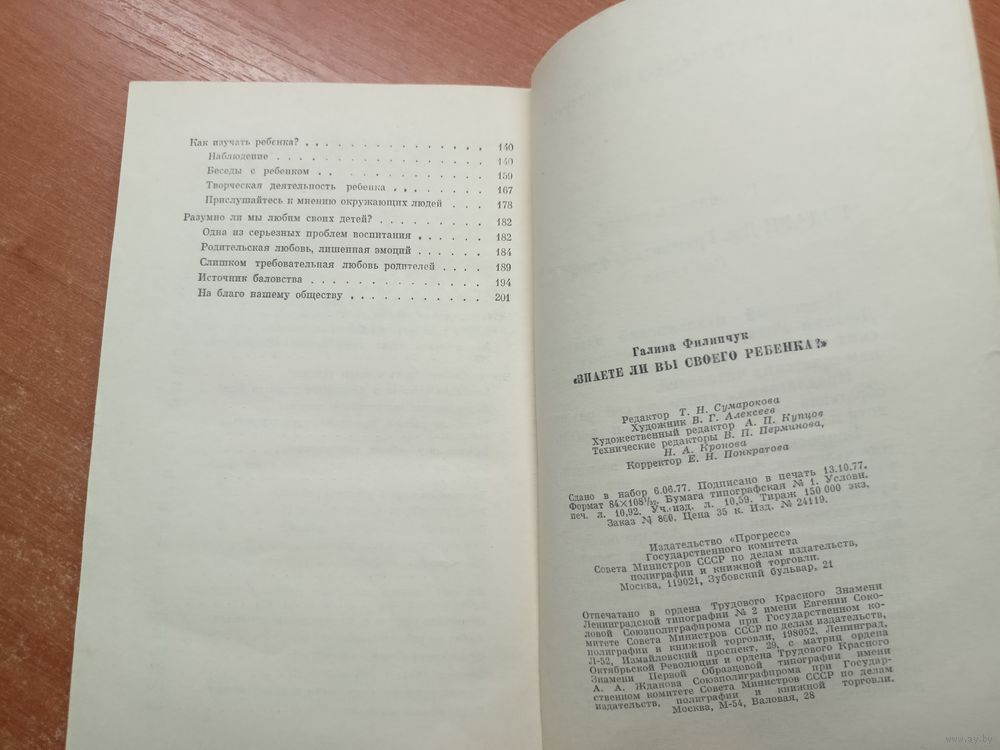 Как изучать ребенка? . . . . . . . . . . . . . . . . 140
Наблюдение . . . . . . . . . . . . . . . . 140
Беседы с ребенком . . . . . . . . . . . . . 159
Творческая деятельность ребенка . . . . . . . . 167
Прислушайтесь к мнению окружающих людей . . . 178
Разумно ли мы любим своих детей? . . . . . . . . 182
Одна из серьезных проблем воспитания . . . . . . 182
Родительская любовь, лишенная эмоций . . . . . . 184
Слишком требовательная любовь родителей . . . . 189
Источник баловства . . . . . . . . . . . . . 194
На благо нашему обществу . . . . . . . . . . 201
Галина Филипчук
«ЗНАЕТЕ ЛИ ВЫ СВОЕГО РЕБЕНКА?»
Редактор Т. Н. Сумарокова
Художник В. Г. Алексеев
Художественный редактор А. П. Купцов
Технические редакторы В. П. Перминова,
Н. А. Кронова
Корректор Е. Н. Понкратова
Сдано в набор 6.06.77. Подписано в печать 13.10.77.
Формат 84×108 1/32. Бумага типографская № 1. Условн.
печ. л. 10,92. Уч.-изд. л. 10,59. Тираж 150 000 экз.
Заказ № 860. Цена 35 к. Изд. № 24119.
Издательство «Прогресс»
Государственного комитета
Совета Министров СССР по делам издательств,
полиграфии и книжной торговли.
Москва, 119021, Зубовский бульвар, 21
Отпечатано в ордена Трудового Красного Знамени
Ленинградской типографии № 2 имени Евгении Соко-
ловой Союзполиграфпрома при Государственном ко-
митете Совета Министров СССР по делам издательств,
полиграфии и книжной торговли, 198052, Ленинград,
Л-52, Измайловский проспект, 29, с матриц ордена
Октябрьской Революции и ордена Трудового Красного
Знамени Первой Образцовой типографии имени
А. А. Жданова Союзполиграфпрома при Государ-
ственном комитете Совета Министров СССР по делам
издательств, полиграфии и книжной торговли.
Москва, М-54, Валовая, 28
www.ay.by